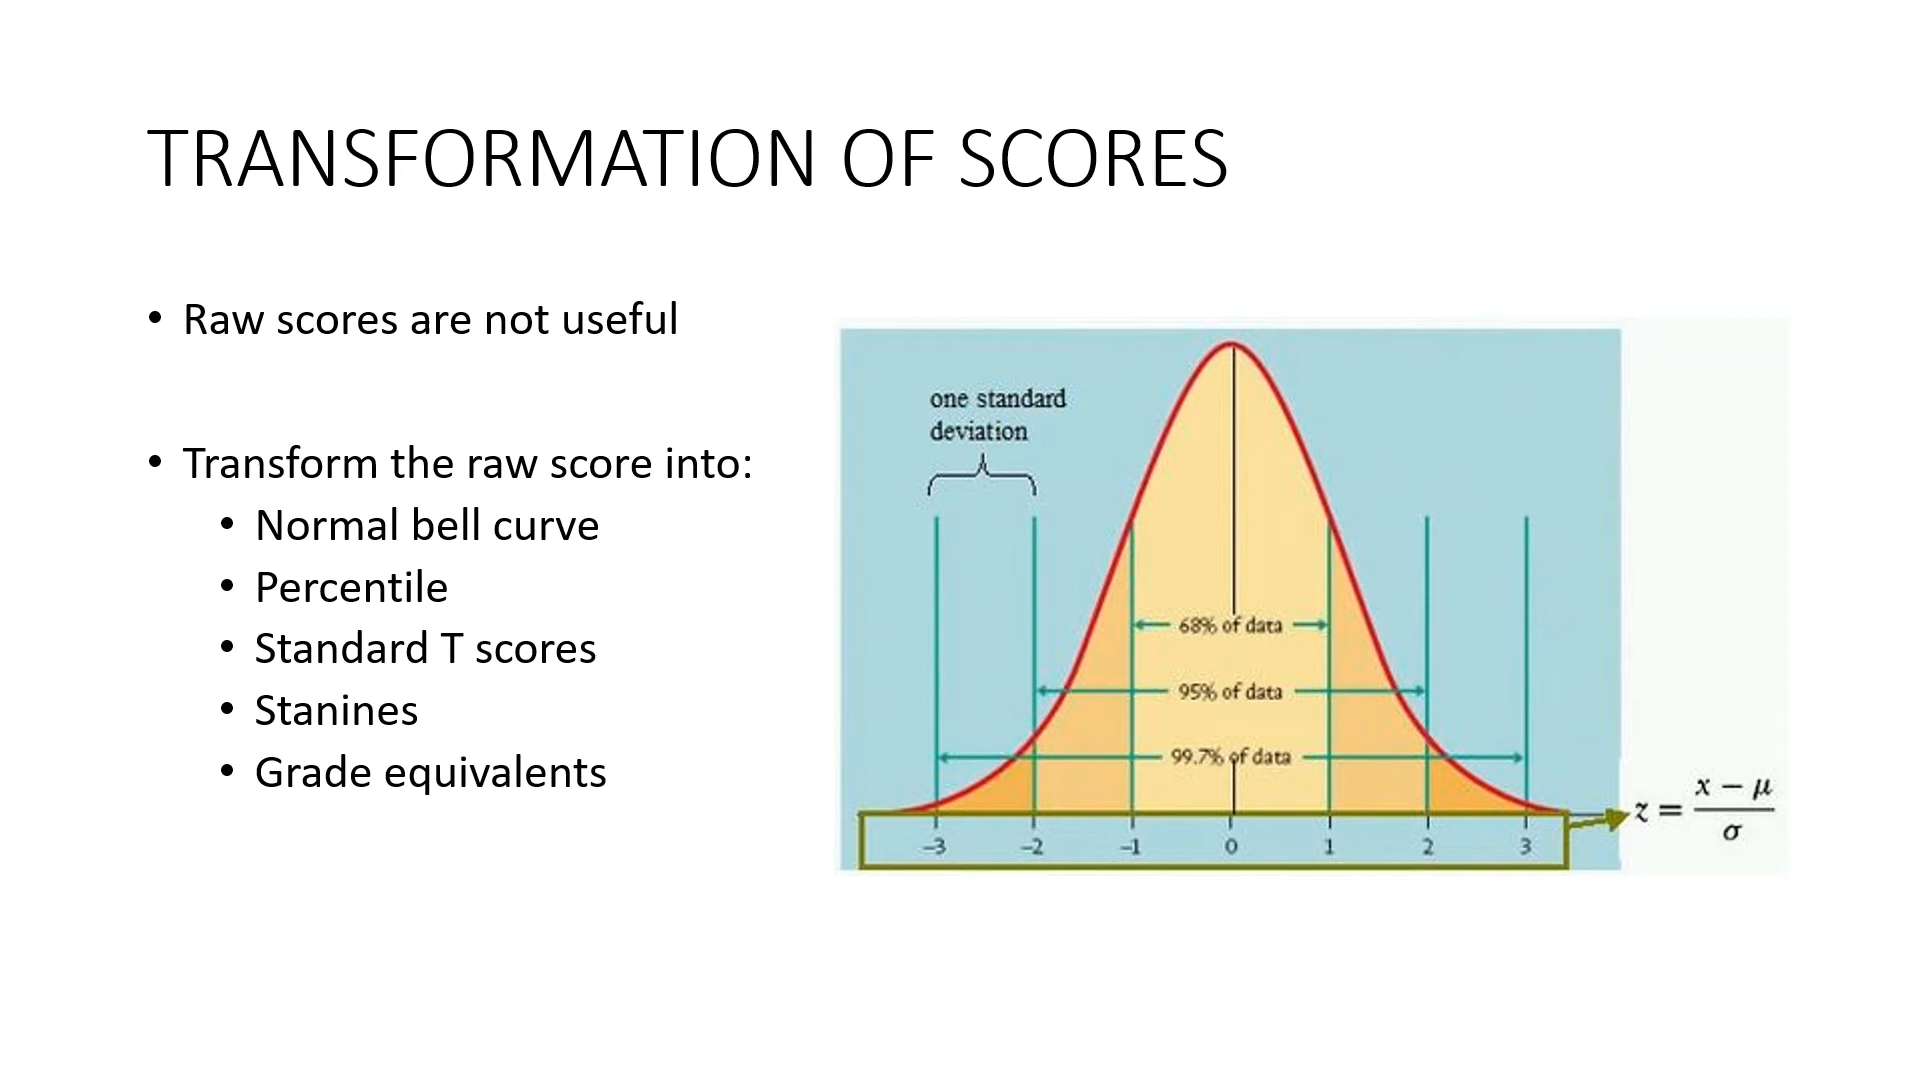 TRANSFORMATION OF SCORES
• Raw scores are not useful
• Transform the raw score into:
• Normal bell curve
• Percentile
• Standard T scores
• Stanines
• Grade equivalents
one standard
deviation
68% of data
95% of data
99.7% of data
–3 –2 –1 0 1 2 3
z = x − μ
σ